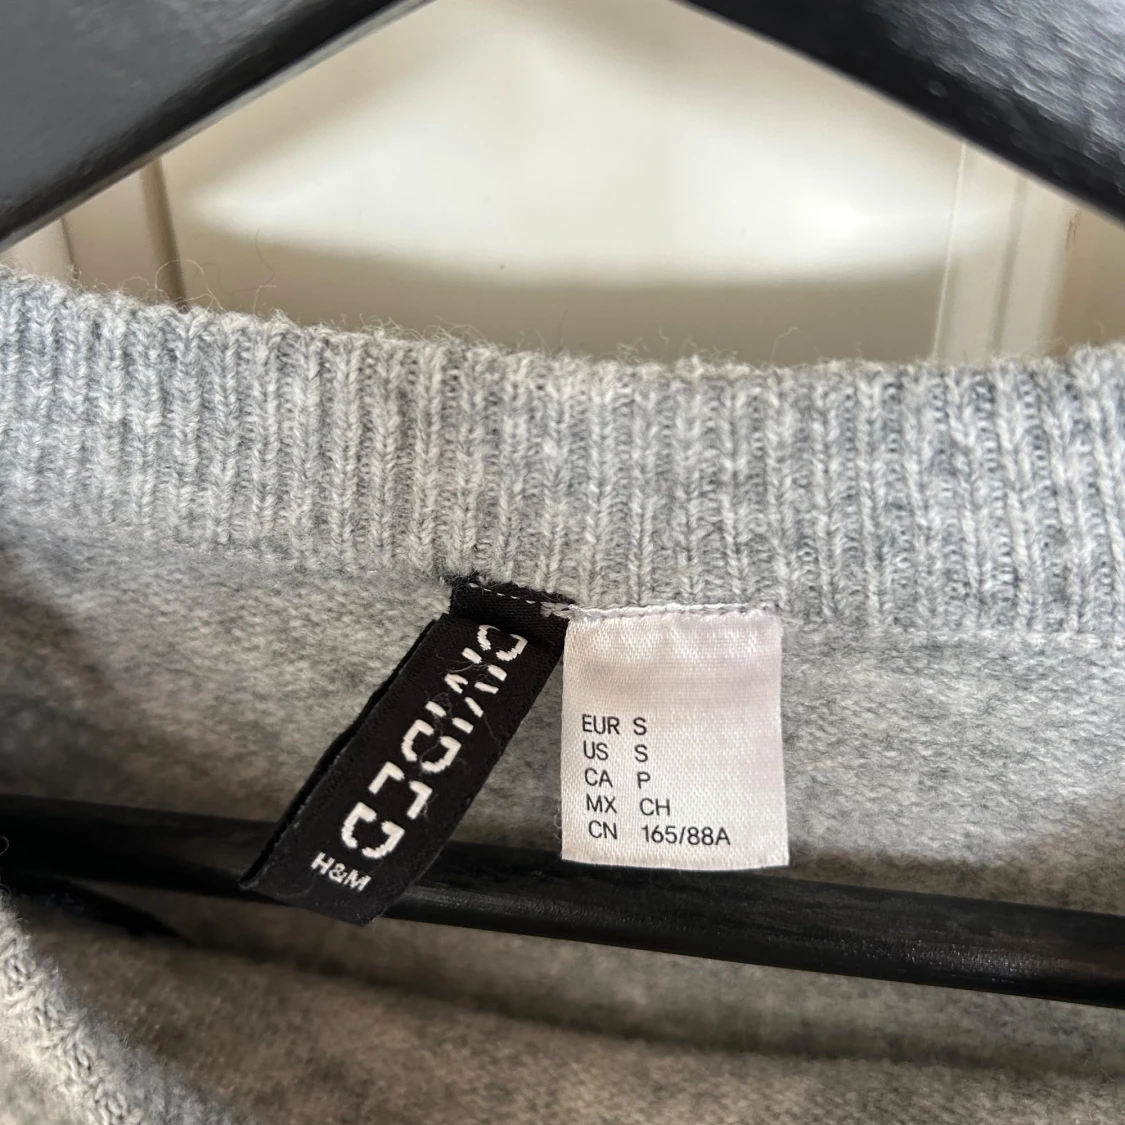 DIVIDED
H&M
EUR S
US S
CA P
MX CH
CN 165/88A